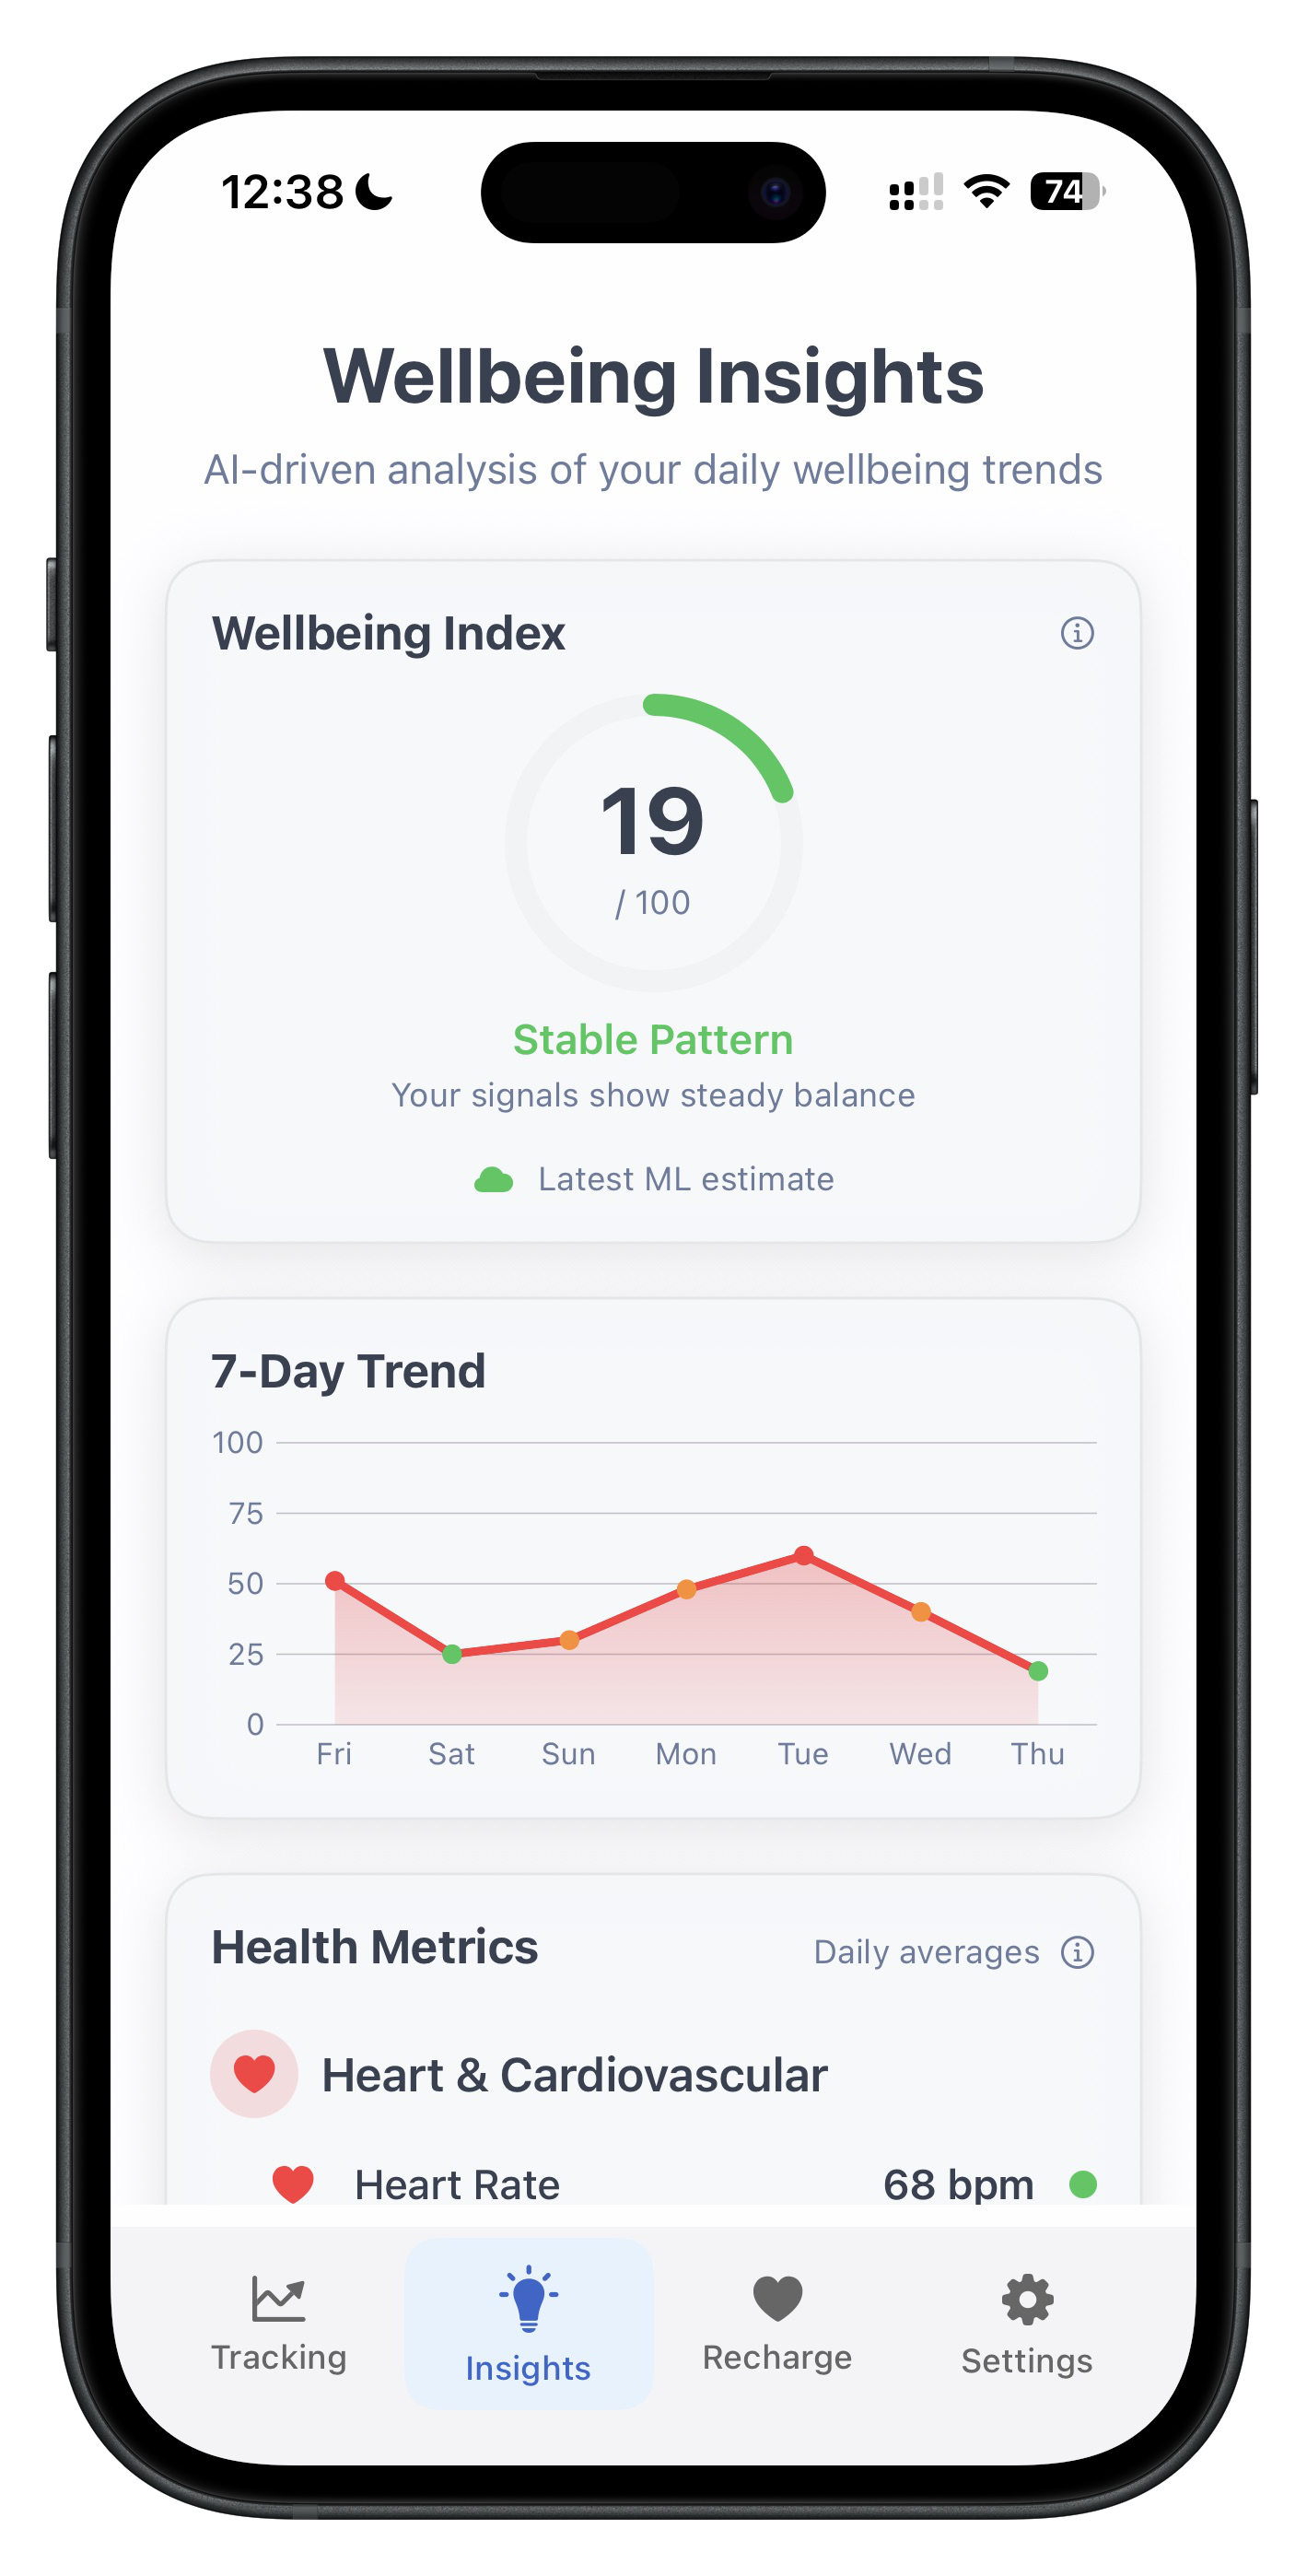 12:38
74
Wellbeing Insights
AI-driven analysis of your daily wellbeing trends
Wellbeing Index
19
/ 100
Stable Pattern
Your signals show steady balance
Latest ML estimate
7-Day Trend
100
75
50
25
0
Fri Sat Sun Mon Tue Wed Thu
Health Metrics Daily averages
Heart & Cardiovascular
Heart Rate 68 bpm
Tracking Insights Recharge Settings